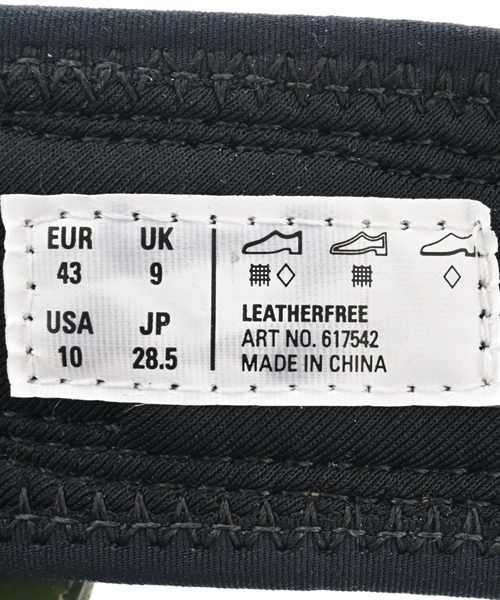 EUR UK
43 9
USA JP
10 28.5
LEATHERFREE
ART NO. 617542
MADE IN CHINA